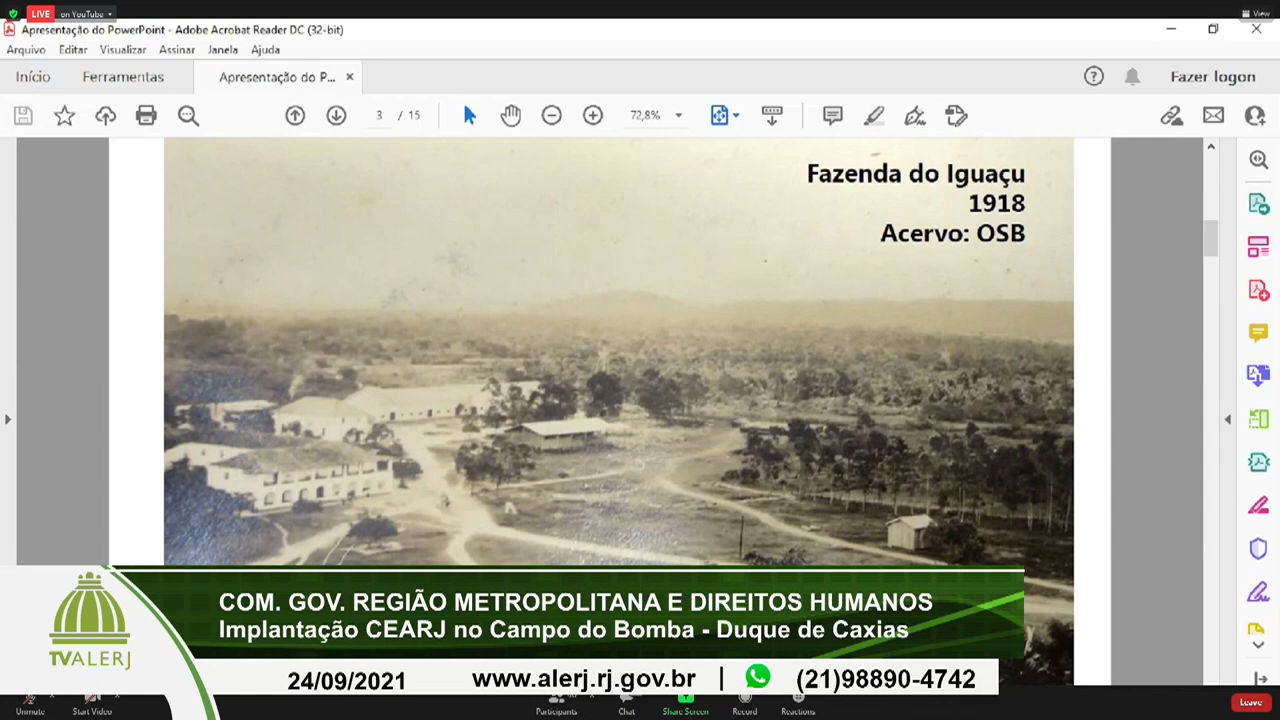 LIVE on YouTube
View
Apresentação do PowerPoint - Adobe Acrobat Reader DC (32-bit)
Arquivo Editar Visualizar Assinar Janela Ajuda
Início Ferramentas Apresentação do P... Fazer logon
3 / 15 72,8%
Fazenda do Iguaçu
1918
Acervo: OSB
COM. GOV. REGIÃO METROPOLITANA E DIREITOS HUMANOS
Implantação CEARJ no Campo do Bomba - Duque de Caxias
TVALERJ
24/09/2021 www.alerj.rj.gov.br | (21)98890-4742
Unmute Start Video Participants Chat Share Screen Record Reactions Leave